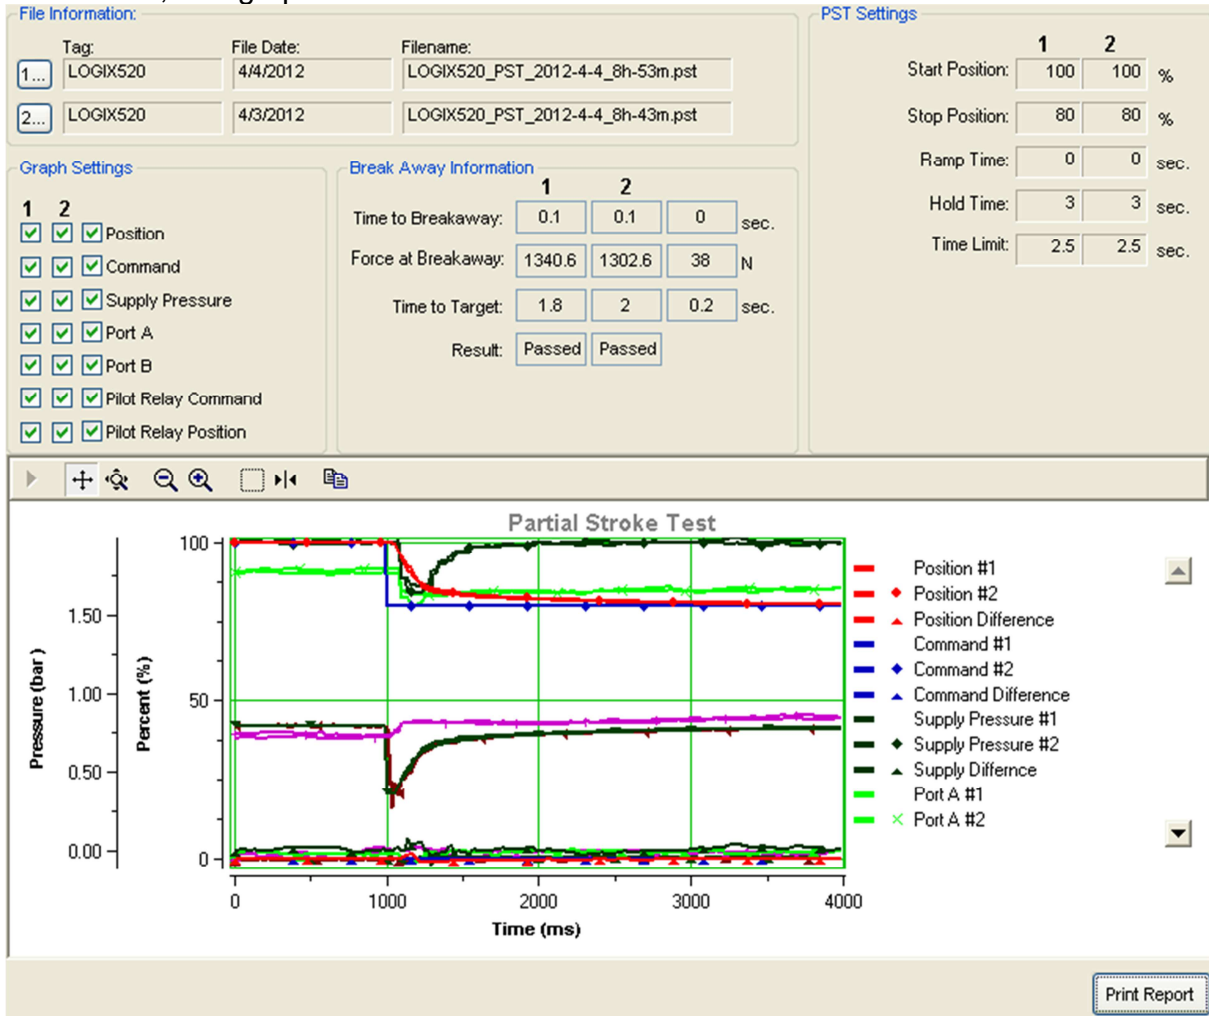 File Information:
Tag: File Date: Filename:
1... LOGIX520 4/4/2012 LOGIX520_PST_2012-4-4_8h-53m.pst
2... LOGIX520 4/3/2012 LOGIX520_PST_2012-4-4_8h-43m.pst
PST Settings
1 2
Start Position: 100 100 %
Stop Position: 80 80 %
Ramp Time: 0 0 sec.
Hold Time: 3 3 sec.
Time Limit: 2.5 2.5 sec.
Graph Settings
1 2
Position
Command
Supply Pressure
Port A
Port B
Pilot Relay Command
Pilot Relay Position
Break Away Information
1 2
Time to Breakaway: 0.1 0.1 0 sec.
Force at Breakaway: 1340.6 1302.6 38 N
Time to Target: 1.8 2 0.2 sec.
Result: Passed Passed
Partial Stroke Test
Pressure (bar)
1.50
1.00
0.50
0.00
Percent (%)
100
50
0
0 1000 2000 3000 4000
Time (ms)
Position #1
Position #2
Position Difference
Command #1
Command #2
Command Difference
Supply Pressure #1
Supply Pressure #2
Supply Differnce
Port A #1
Port A #2
Print Report